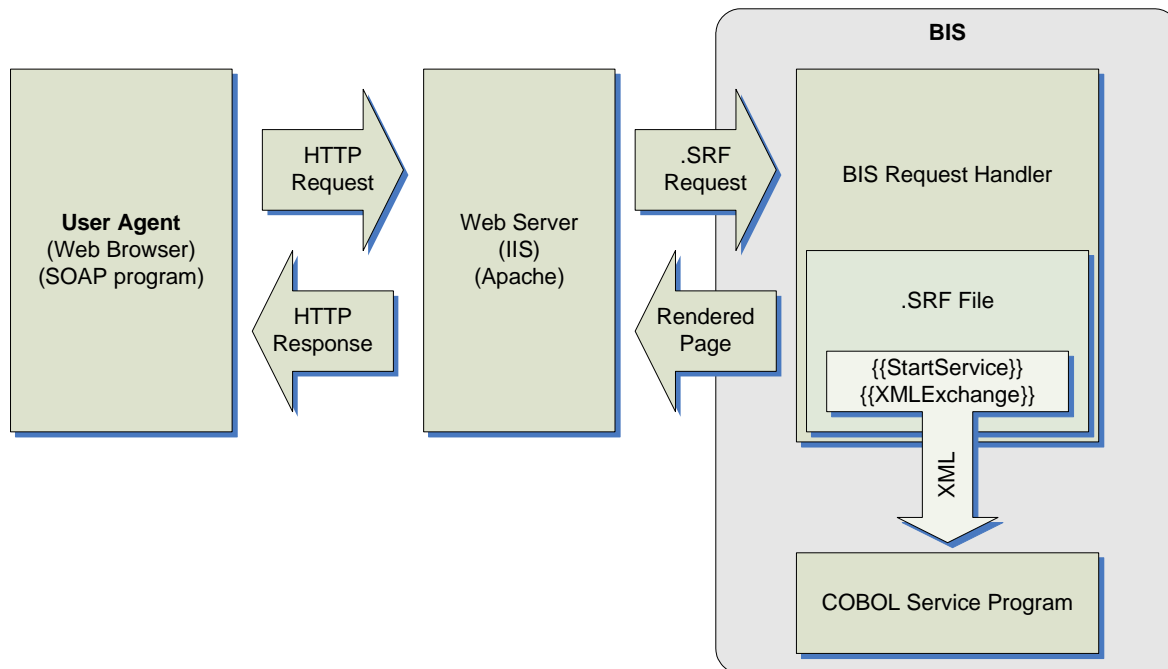 BIS
User Agent
(Web Browser)
(SOAP program)
HTTP
Request
HTTP
Response
Web Server
(IIS)
(Apache)
.SRF
Request
Rendered
Page
BIS Request Handler
.SRF File
{{StartService}}
{{XMLExchange}}
XML
COBOL Service Program